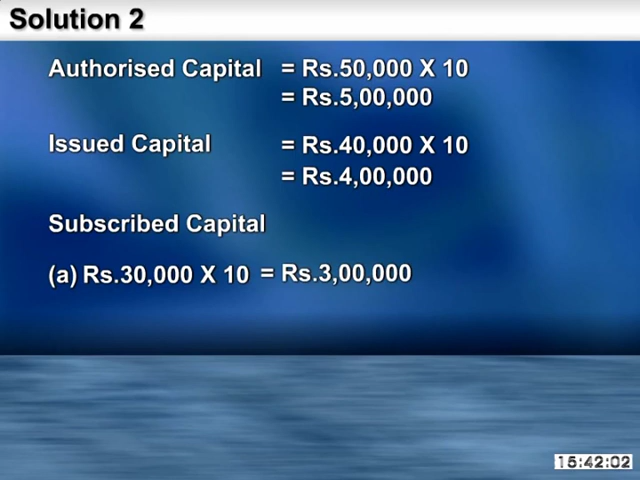 Solution 2
Authorised Capital = Rs.50,000 X 10
= Rs.5,00,000
Issued Capital = Rs.40,000 X 10
= Rs.4,00,000
Subscribed Capital
(a) Rs.30,000 X 10 = Rs.3,00,000
15:42:02